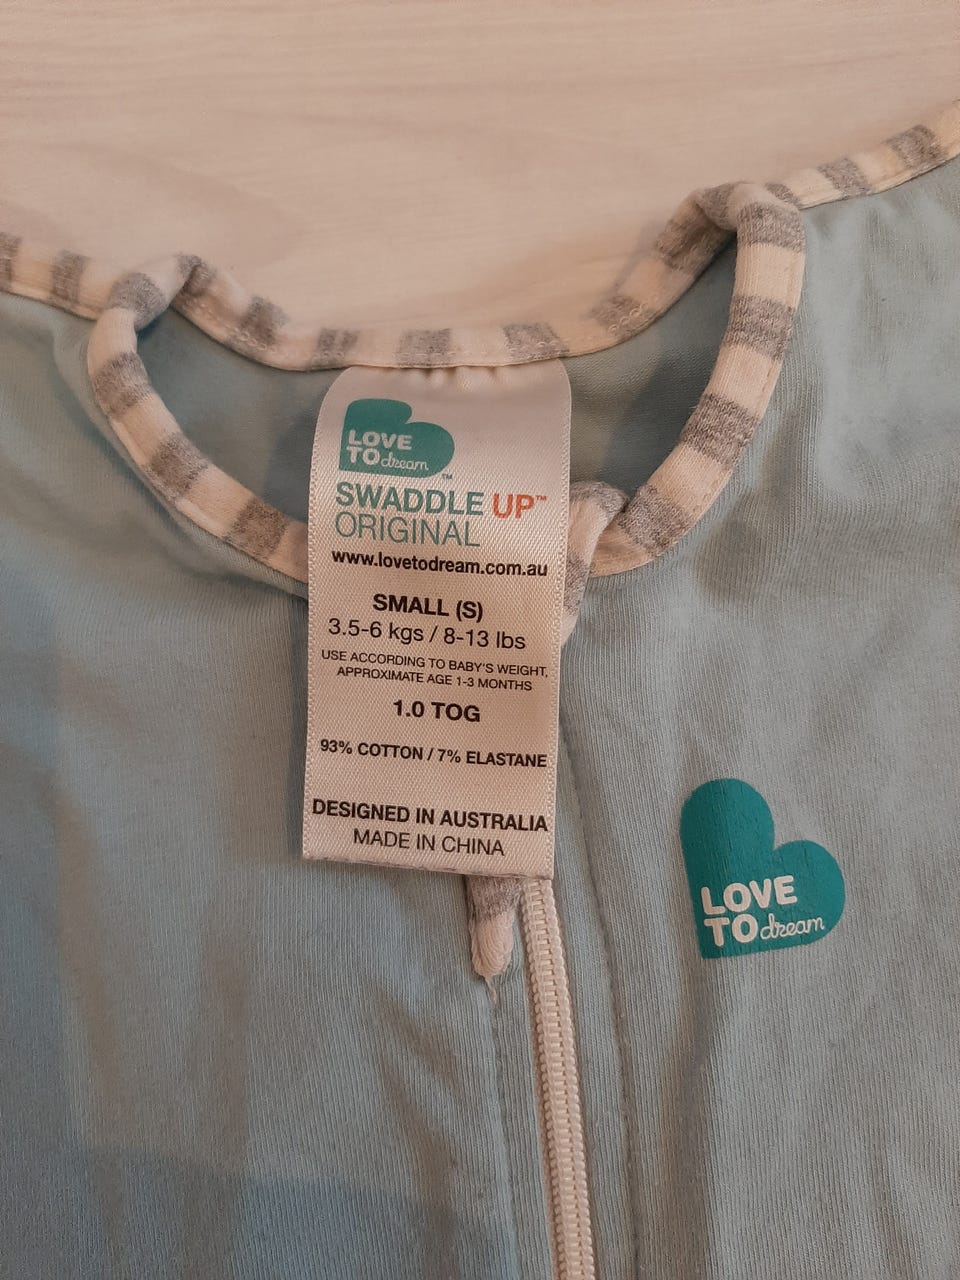 LOVE
TO dream™
SWADDLE UP™
ORIGINAL
www.lovetodream.com.au
SMALL (S)
3.5-6 kgs / 8-13 lbs
USE ACCORDING TO BABY'S WEIGHT,
APPROXIMATE AGE 1-3 MONTHS
1.0 TOG
93% COTTON / 7% ELASTANE
DESIGNED IN AUSTRALIA
MADE IN CHINA
LOVE
TO dream